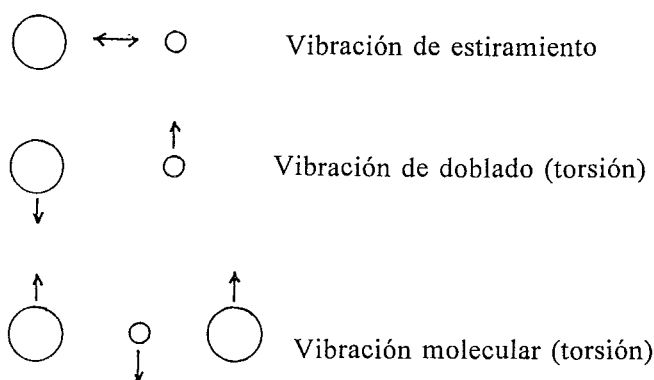 Vibración de estiramiento
Vibración de doblado (torsión)
Vibración molecular (torsión)